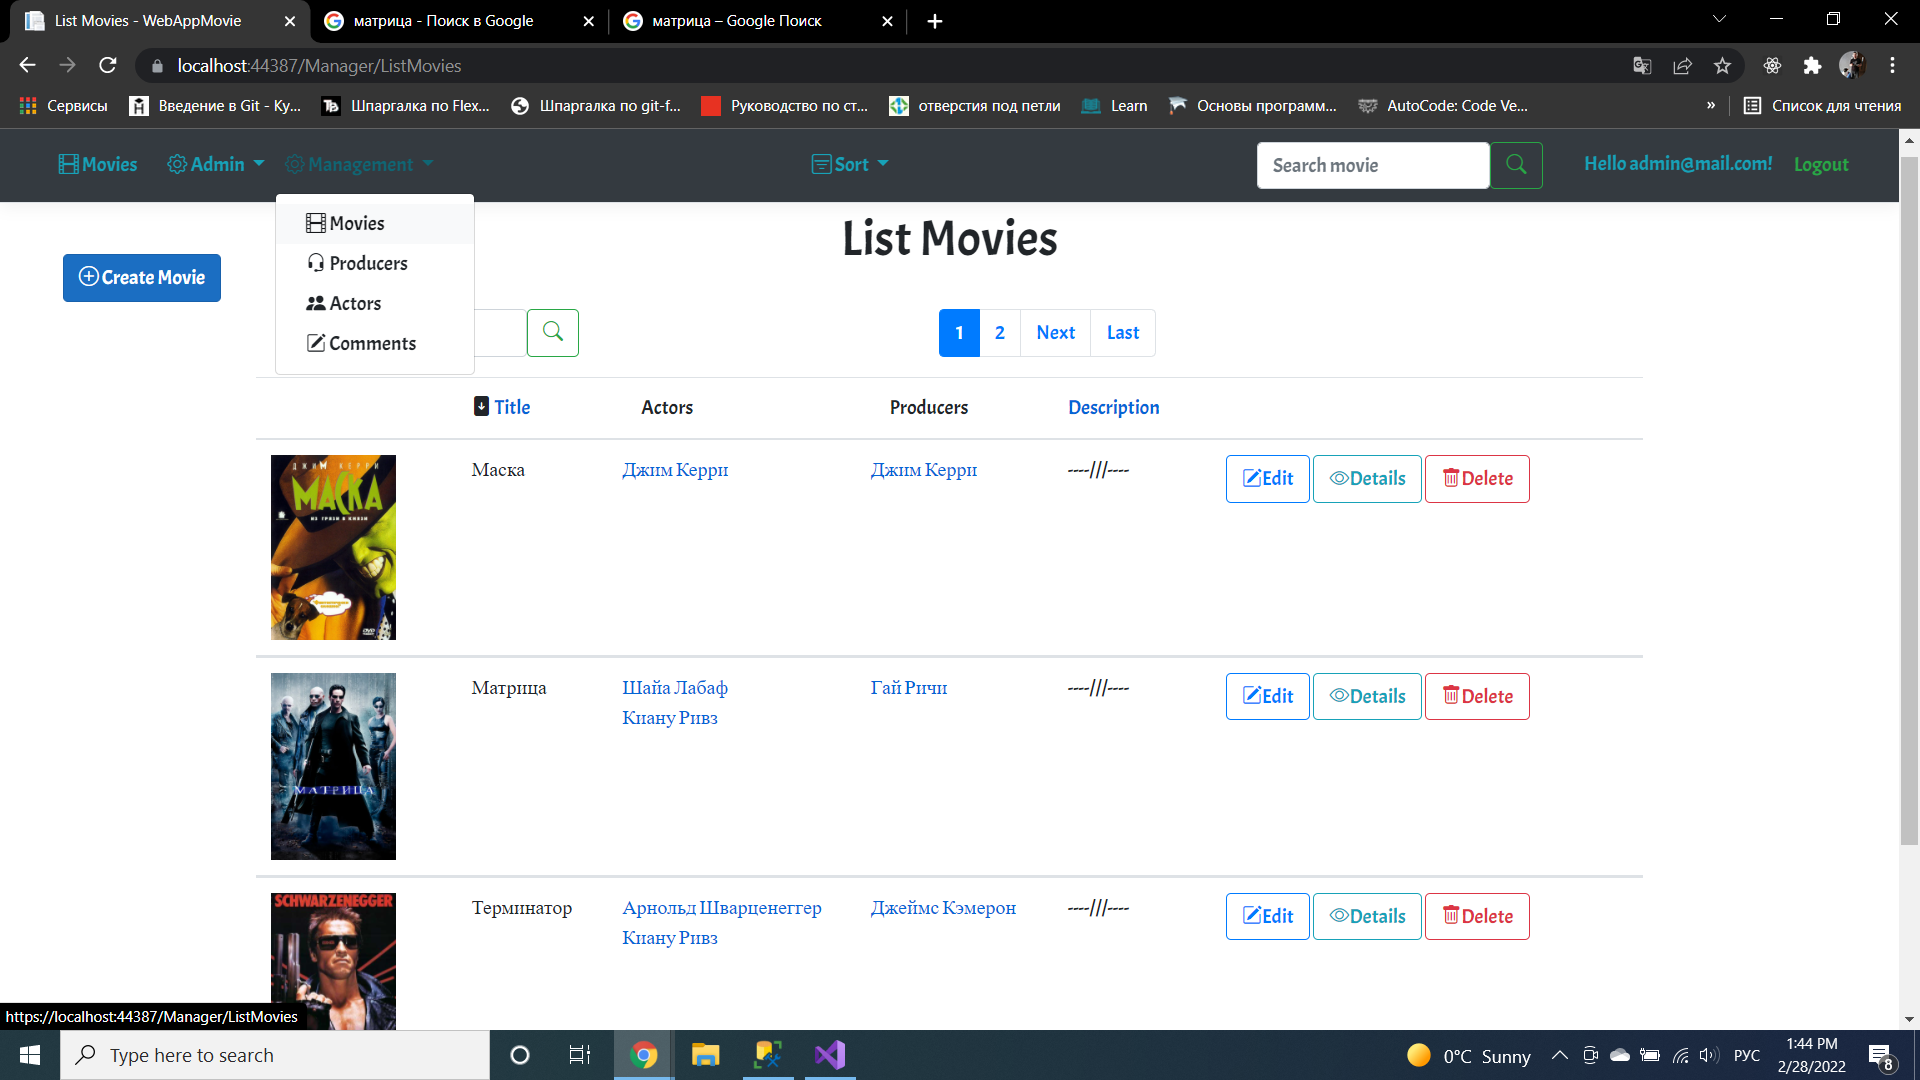 List Movies - WebAppMovie
матрица - Поиск в Google
матрица – Google Поиск
localhost:44387/Manager/ListMovies
Сервисы
Введение в Git - Ку...
Шпаргалка по Flex...
Шпаргалка по git-f...
Руководство по ст...
отверстия под петли
Learn
Основы программ...
AutoCode: Code Ve...
»
Список для чтения
Movies
Admin
Management
Sort
Search movie
Hello admin@mail.com!
Logout
Movies
Producers
Actors
Comments
List Movies
Create Movie
1 2 Next Last
Title Actors Producers Description
ДЖИМ КЕРРИ
МАСКА
ИЗ ГРЯЗИ В КНЯЗИ
DVD
Маска
Джим Керри
Джим Керри
----///----
Edit Details Delete
МАТРИЦА
Матрица
Шайа Лабаф
Киану Ривз
Гай Ричи
----///----
Edit Details Delete
SCHWARZENEGGER
Терминатор
Арнольд Шварценеггер
Киану Ривз
Джеймс Кэмерон
----///----
Edit Details Delete
https://localhost:44387/Manager/ListMovies
Type here to search
0°C Sunny
РУС
1:44 PM
2/28/2022
8